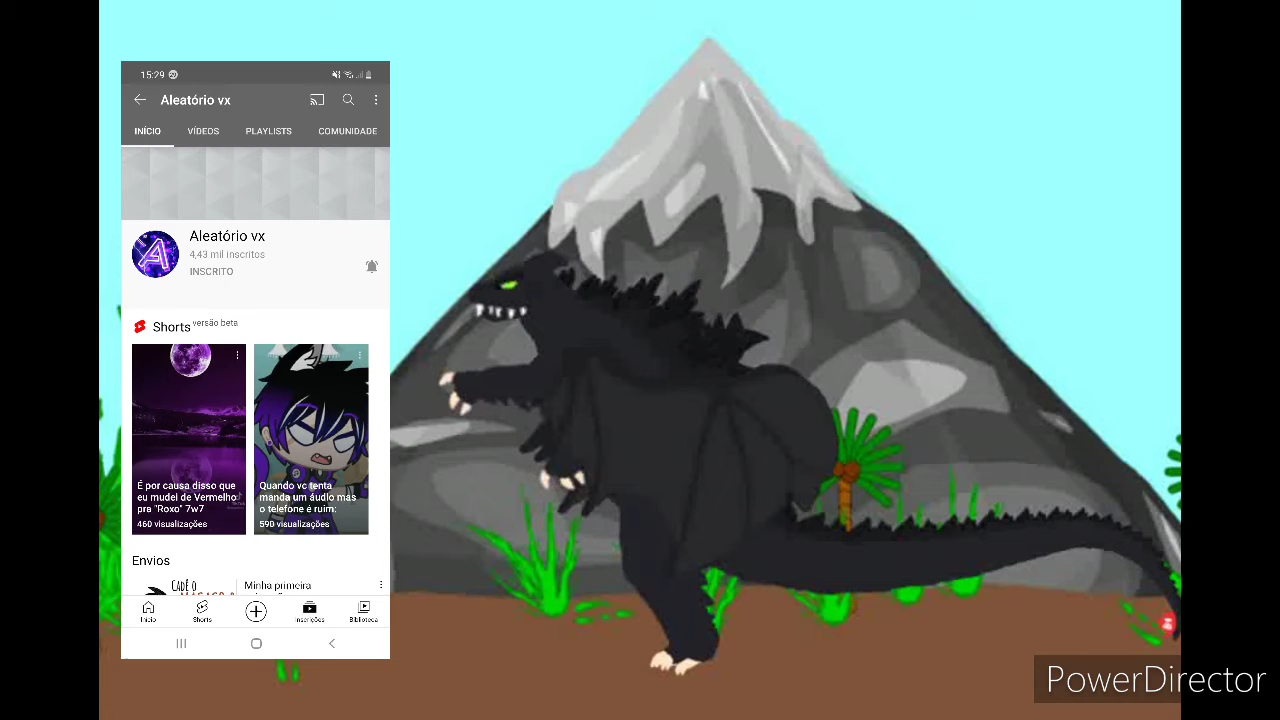 15:29
Aleatório vx
INÍCIO VÍDEOS PLAYLISTS COMUNIDADE
A
Aleatório vx
4,43 mil inscritos
INSCRITO
Shorts versão beta
É por causa disso que
eu mudei de Vermelho
pra "Roxo" 7w7
460 visualizações
Quando vc tenta
manda um áudio mas
o telefone é ruim:
590 visualizações
Envios
CADÊ O
Minha primeira
Início Shorts Inscrições Biblioteca
PowerDirector